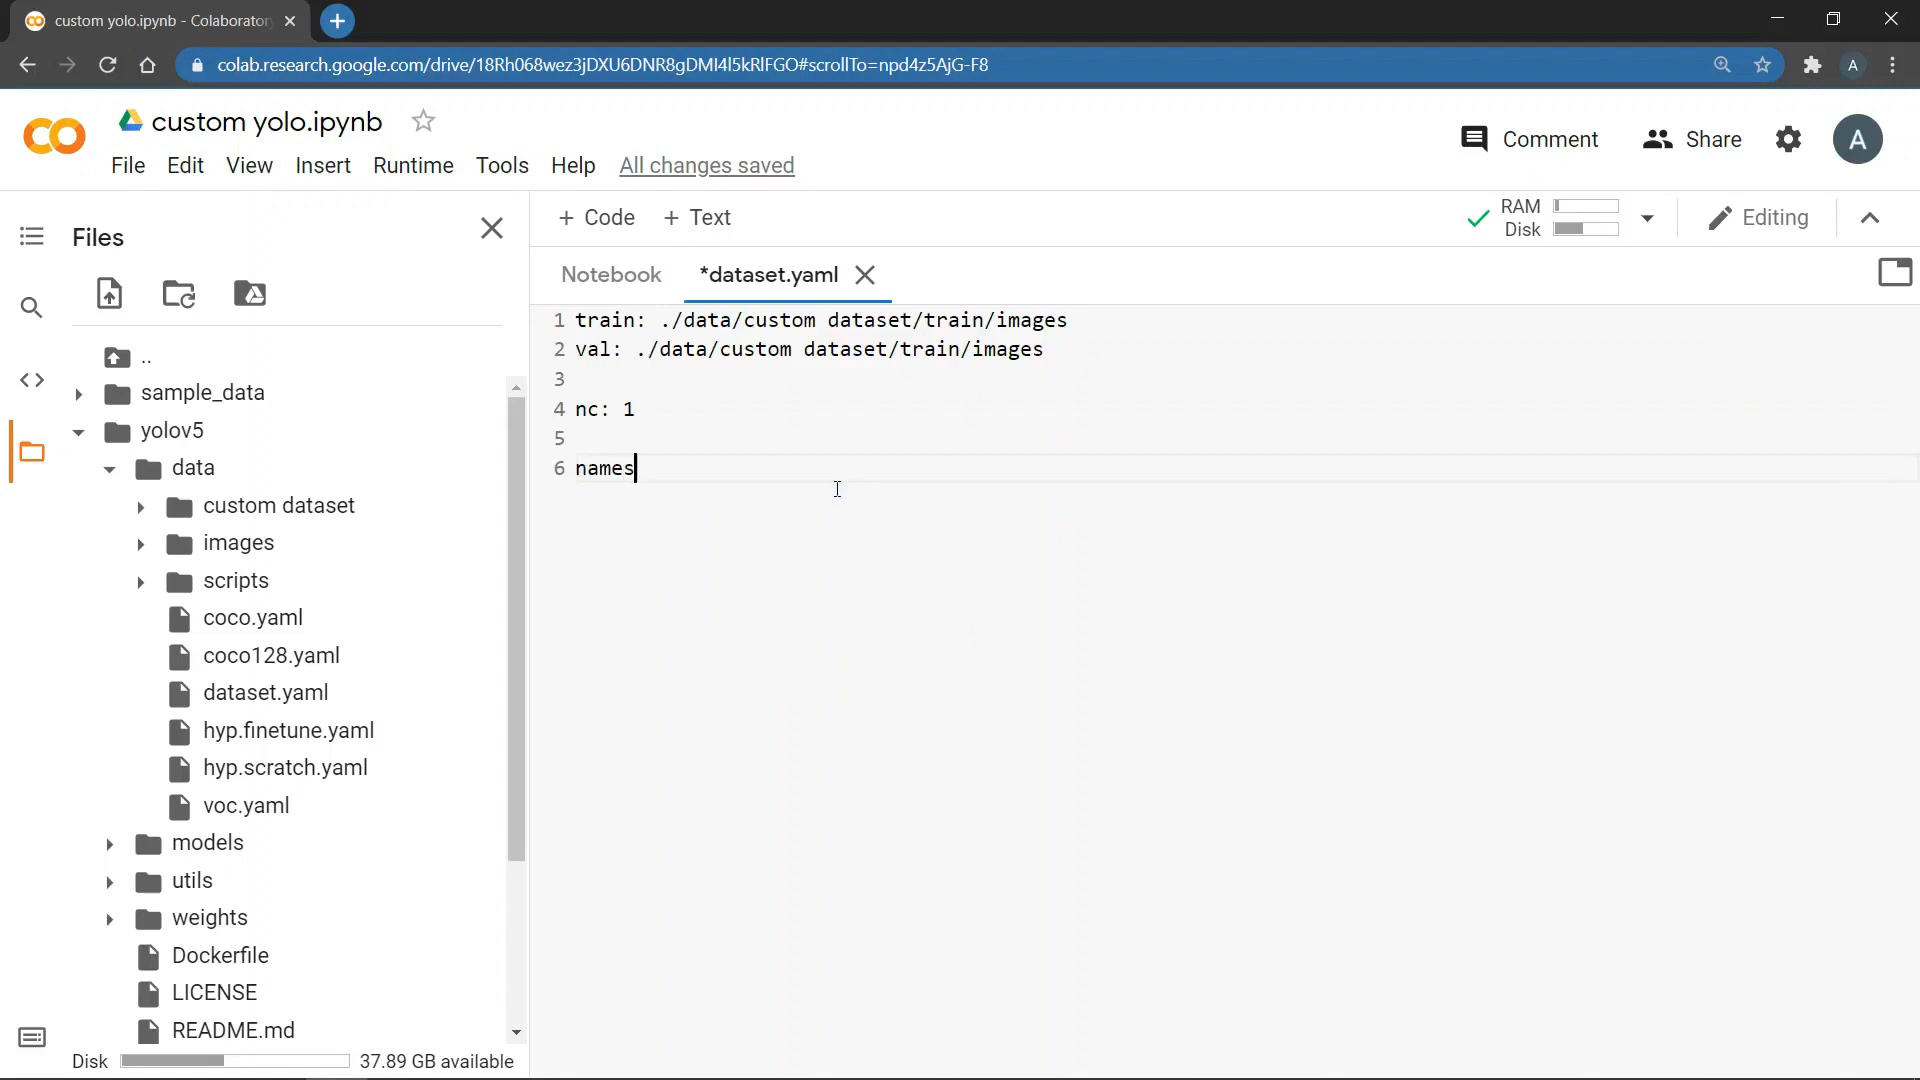 custom yolo.ipynb - Colaborator
colab.research.google.com/drive/18Rh068wez3jDXU6DNR8gDMI4l5kRlFGO#scrollTo=npd4z5AjG-F8
A
custom yolo.ipynb
File Edit View Insert Runtime Tools Help All changes saved
Comment Share A
Files
+ Code + Text
RAM
Disk
Editing
Notebook *dataset.yaml
..
sample_data
yolov5
data
custom dataset
images
scripts
coco.yaml
coco128.yaml
dataset.yaml
hyp.finetune.yaml
hyp.scratch.yaml
voc.yaml
models
utils
weights
Dockerfile
LICENSE
README.md
Disk 37.89 GB available
1 train: ./data/custom dataset/train/images
2 val: ./data/custom dataset/train/images
3
4 nc: 1
5
6 names